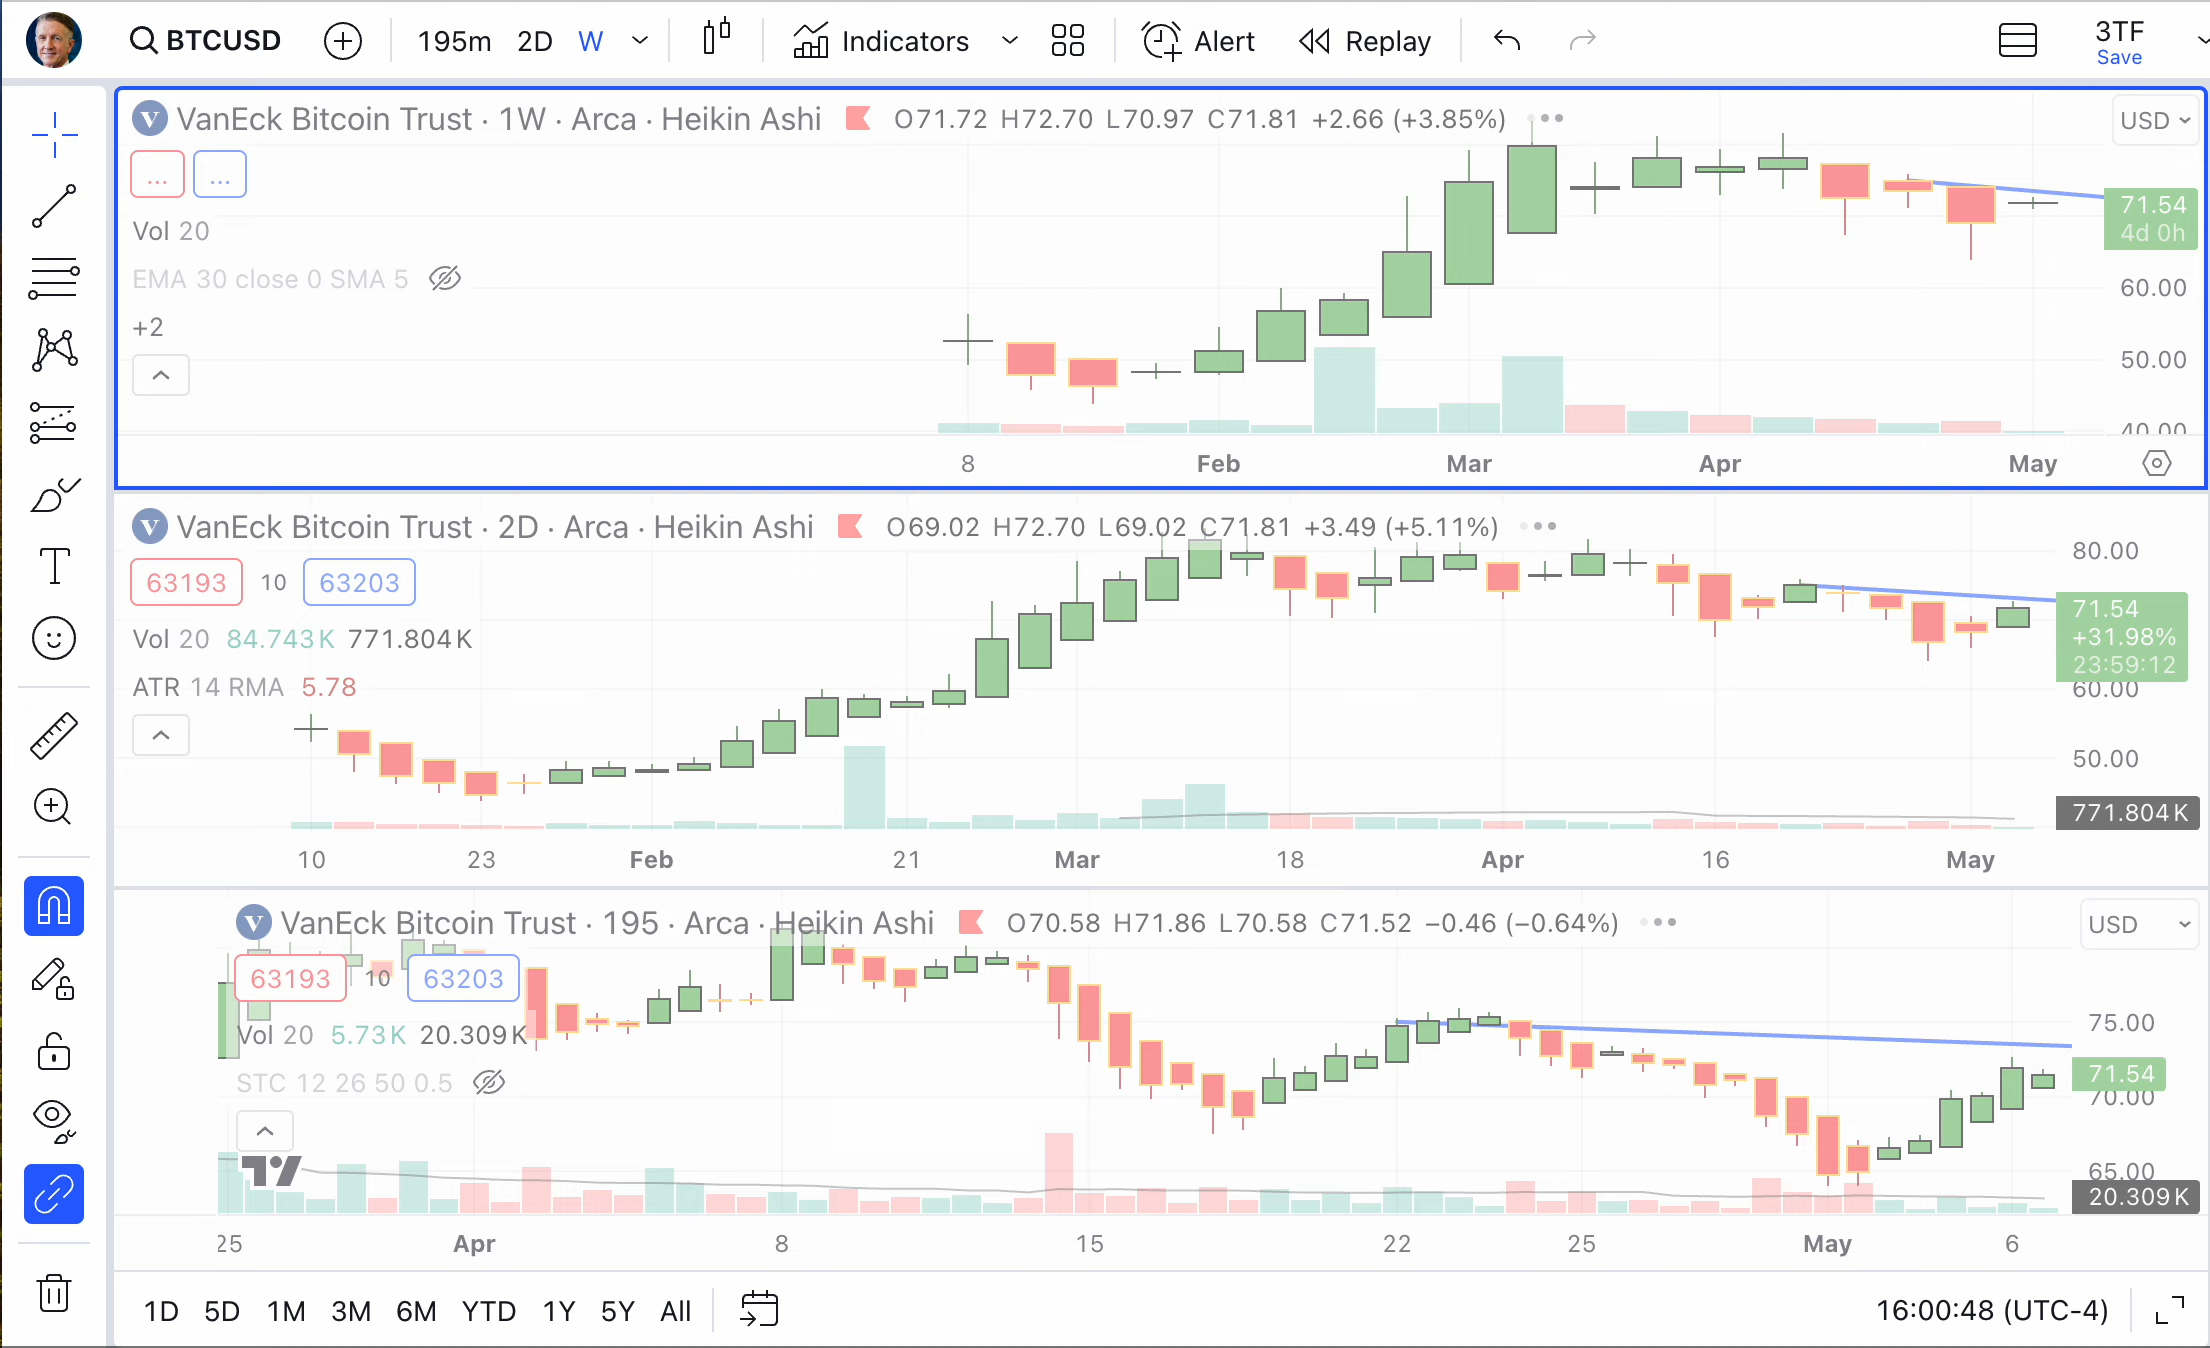 BTCUSD 195m 2D W Indicators Alert Replay 3TF
Save
VanEck Bitcoin Trust · 1W · Arca · Heikin Ashi O71.72 H72.70 L70.97 C71.81 +2.66 (+3.85%) USD
... ...
Vol 20
EMA 30 close 0 SMA 5
+2
71.54
4d 0h
60.00
50.00
40.00
8 Feb Mar Apr May
VanEck Bitcoin Trust · 2D · Arca · Heikin Ashi O69.02 H72.70 L69.02 C71.81 +3.49 (+5.11%)
63193 10 63203
Vol 20 84.743K 771.804K
ATR 14 RMA 5.78
80.00
71.54
+31.98%
23:59:12
60.00
50.00
771.804K
10 23 Feb 21 Mar 18 Apr 16 May
VanEck Bitcoin Trust · 195 · Arca · Heikin Ashi O70.58 H71.86 L70.58 C71.52 −0.46 (−0.64%) USD
63193 10 63203
Vol 20 5.73K 20.309K
STC 12 26 50 0.5
75.00
71.54
70.00
65.00
20.309K
25 Apr 8 15 22 25 May 6
1D 5D 1M 3M 6M YTD 1Y 5Y All 16:00:48 (UTC-4)